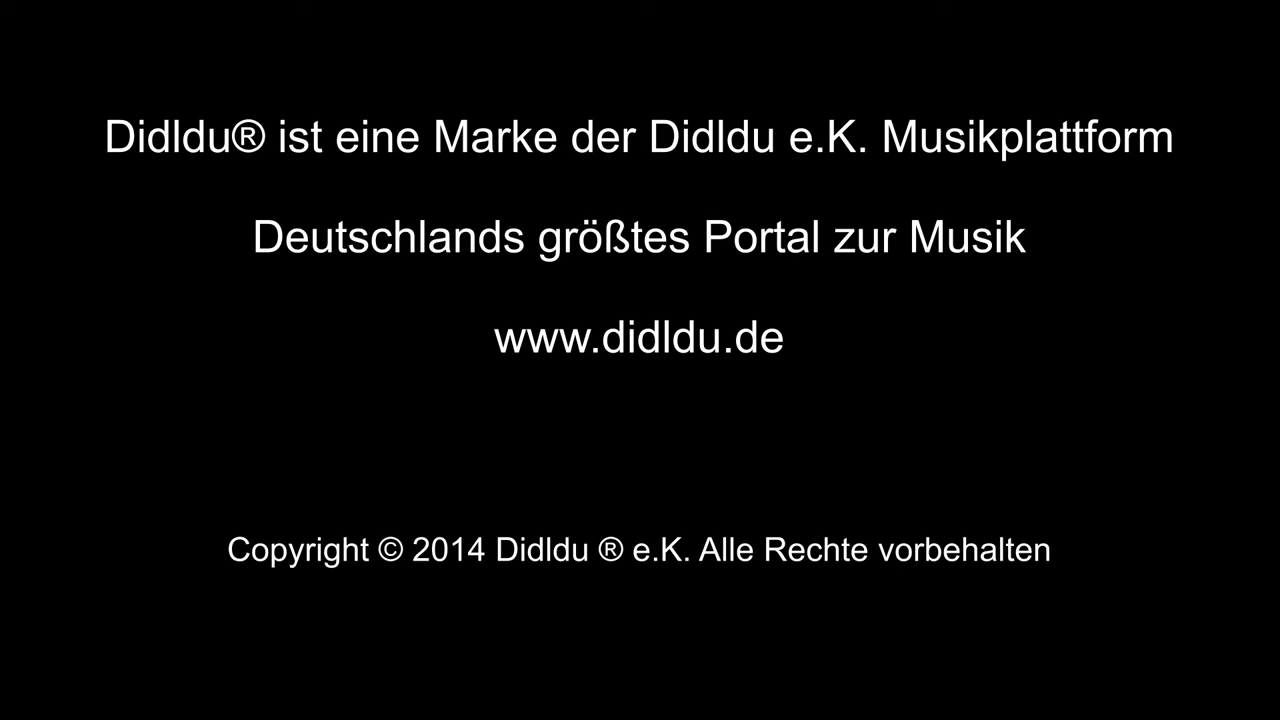 Didldu® ist eine Marke der Didldu e.K. Musikplattform
Deutschlands größtes Portal zur Musik
www.didldu.de
Copyright © 2014 Didldu ® e.K. Alle Rechte vorbehalten